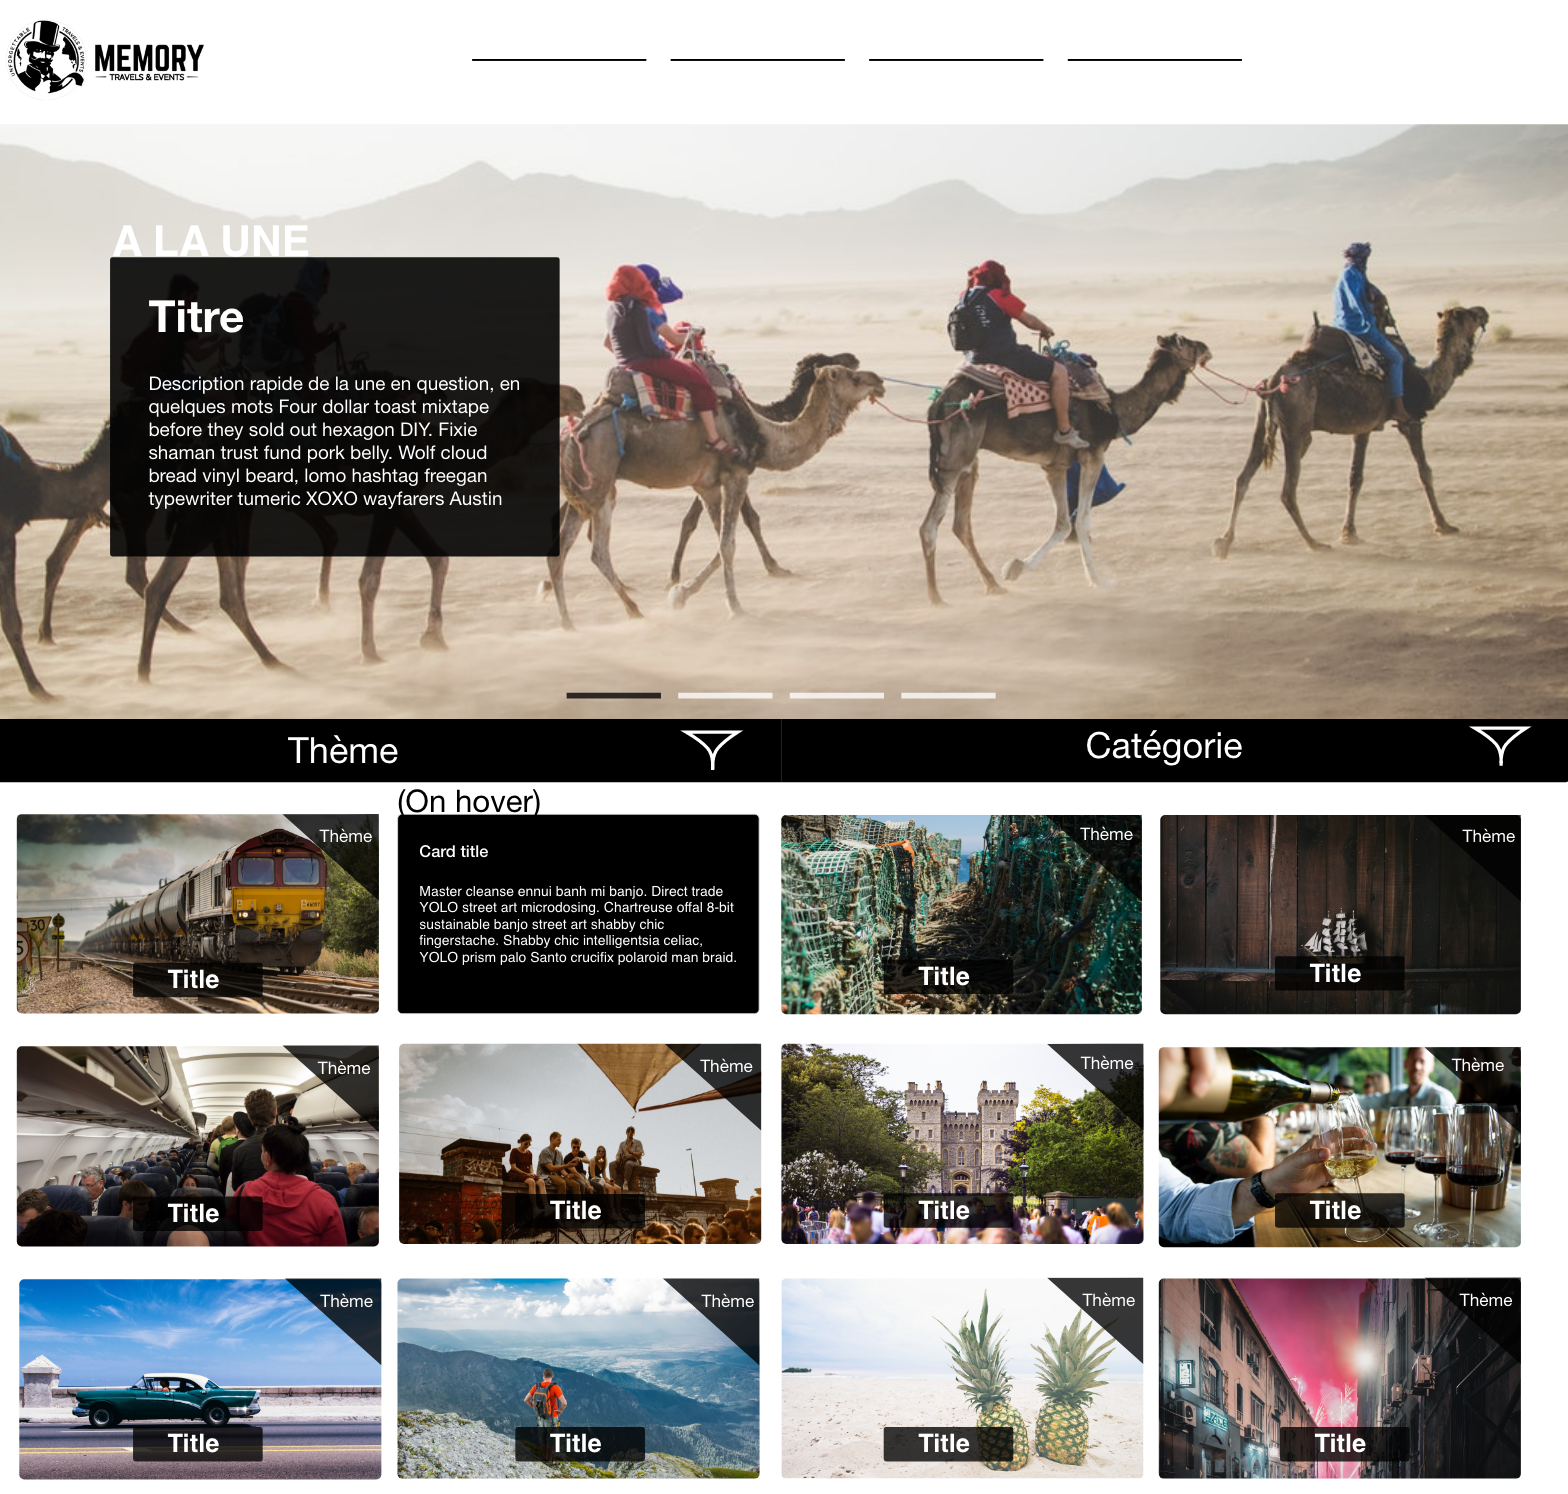 UNFORGETTABLE
TRAVELS & EVENTS
MEMORY
TRAVELS & EVENTS
A LA UNE
Titre
Description rapide de la une en question, en
quelques mots Four dollar toast mixtape
before they sold out hexagon DIY. Fixie
shaman trust fund pork belly. Wolf cloud
bread vinyl beard, lomo hashtag freegan
typewriter tumeric XOXO wayfarers Austin
Thème
Catégorie
(On hover)
Thème
30
5
Title
Card title
Master cleanse ennui banh mi banjo. Direct trade
YOLO street art microdosing. Chartreuse offal 8-bit
sustainable banjo street art shabby chic
fingerstache. Shabby chic intelligentsia celiac,
YOLO prism palo Santo crucifix polaroid man braid.
Thème
Title
Thème
Title
Thème
Title
Thème
Title
Thème
Title
Thème
Title
Thème
Title
Thème
Title
Thème
Title
Thème
Title